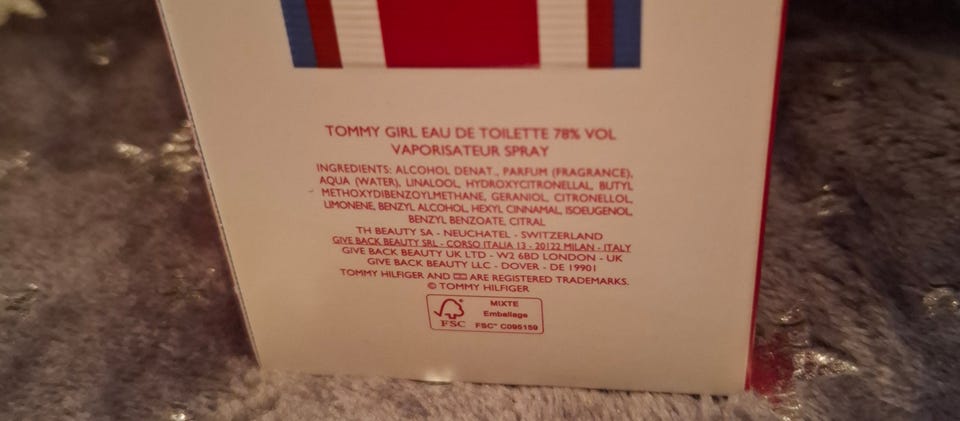 TOMMY GIRL EAU DE TOILETTE 78% VOL
VAPORISATEUR SPRAY
INGREDIENTS: ALCOHOL DENAT., PARFUM (FRAGRANCE),
AQUA (WATER), LINALOOL, HYDROXYCITRONELLAL, BUTYL
METHOXYDIBENZOYLMETHANE, GERANIOL, CITRONELLOL,
LIMONENE, BENZYL ALCOHOL, HEXYL CINNAMAL, ISOEUGENOL,
BENZYL BENZOATE, CITRAL
TH BEAUTY SA - NEUCHATEL - SWITZERLAND
GIVE BACK BEAUTY SRL - CORSO ITALIA 13 - 20122 MILAN - ITALY
GIVE BACK BEAUTY UK LTD - W2 6BD LONDON - UK
GIVE BACK BEAUTY LLC - DOVER - DE 19901
TOMMY HILFIGER AND ARE REGISTERED TRADEMARKS.
© TOMMY HILFIGER
FSC
MIXTE
Emballage
FSC™ C095159